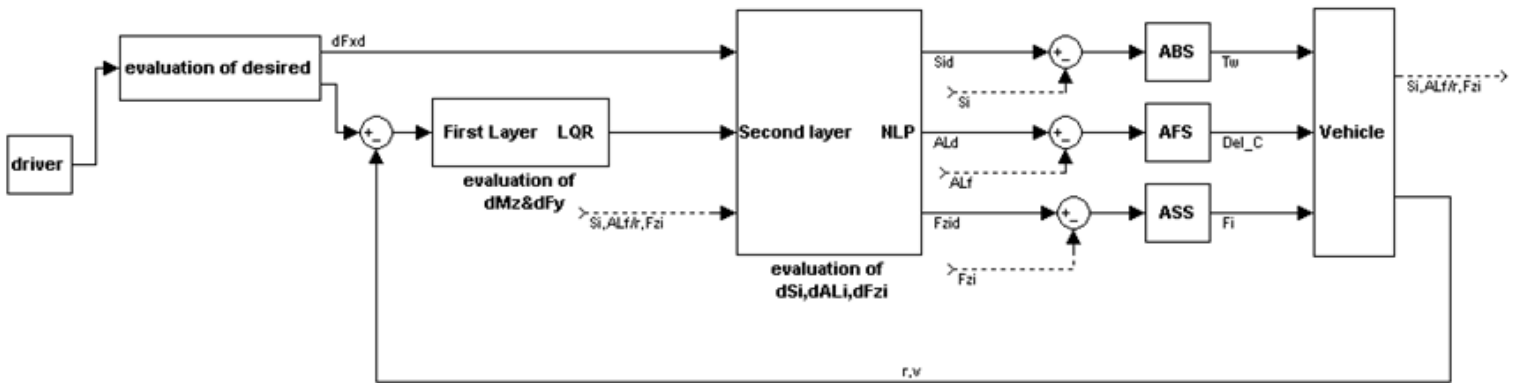 dFxd
evaluation of desired
driver
First Layer LQR
evaluation of
dMz&dFy
Si,ALf/r,Fzi
Second layer NLP
evaluation of
dSi,dALi,dFzi
Sid
Si
ALd
ALf
Fzid
Fzi
ABS
Tw
AFS
Del_C
ASS
Fi
Vehicle
Si,ALf/r,Fzi
r,v